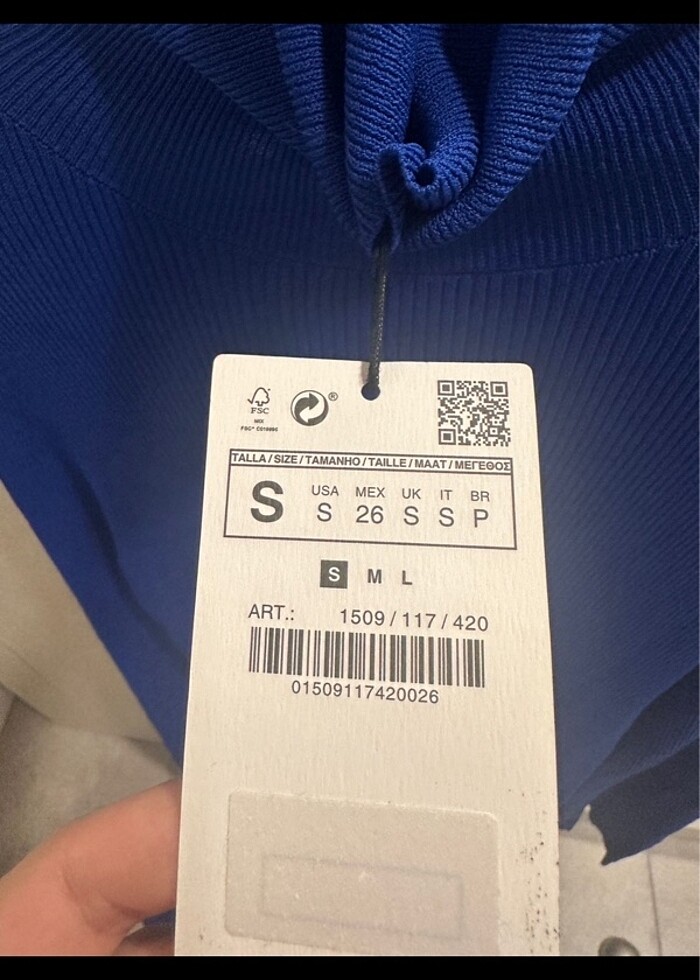 FSC
MIX
®
TALLA / SIZE / TAMANHO / TAILLE / MAAT / ΜΕΓΕΘΟΣ
S USA MEX UK IT BR
S 26 S S P
S M L
ART.: 1509 / 117 / 420
01509117420026